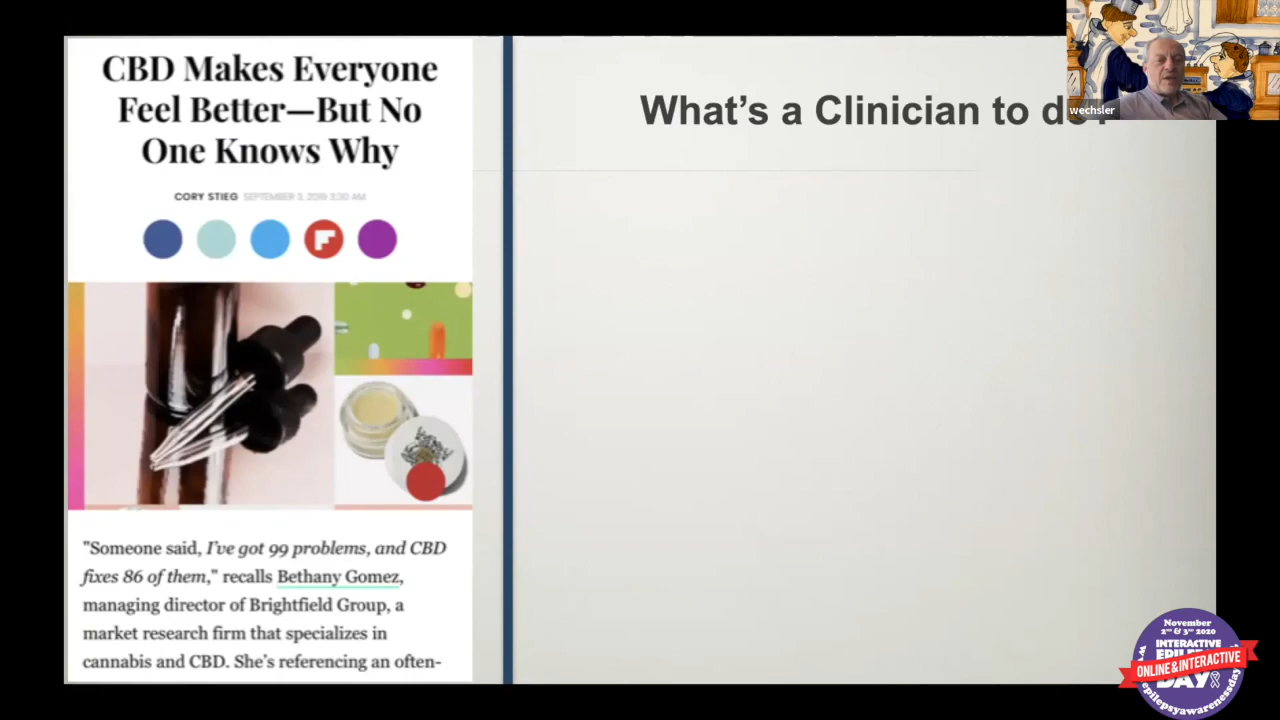 CBD Makes Everyone
Feel Better—But No
One Knows Why
CORY STIEG SEPTEMBER 3, 2019 3:30 AM
"Someone said, I've got 99 problems, and CBD
fixes 86 of them," recalls Bethany Gomez,
managing director of Brightfield Group, a
market research firm that specializes in
cannabis and CBD. She's referencing an often-
What's a Clinician to
wechsler
November
2ND & 3RD 2020
INTERACTIVE
ONLINE & INTERACTIVE
DAY
epilepsyawarenessday